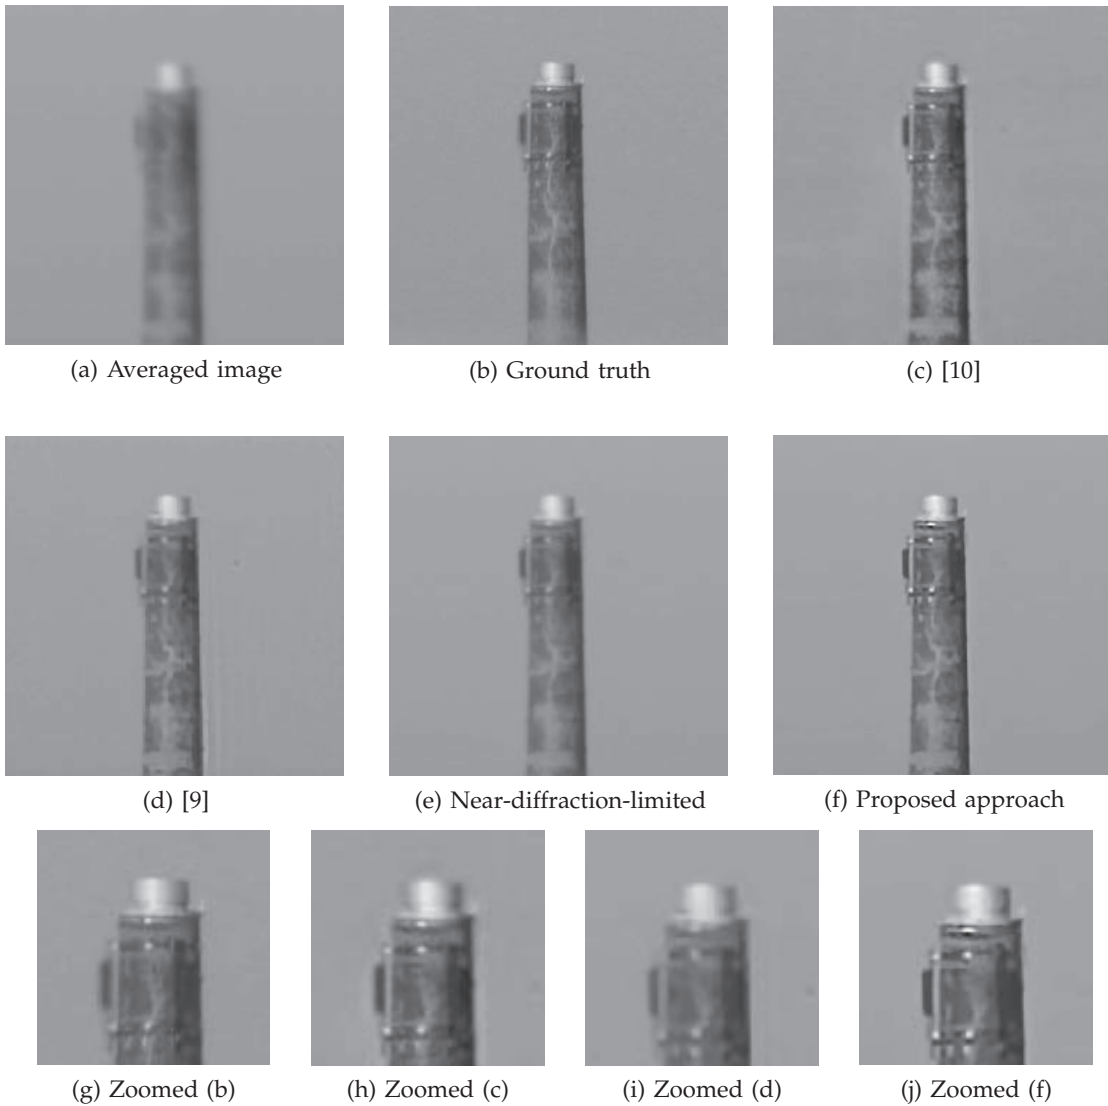 (a) Averaged image
(b) Ground truth
(c) [10]
(d) [9]
(e) Near-diffraction-limited
(f) Proposed approach
(g) Zoomed (b)
(h) Zoomed (c)
(i) Zoomed (d)
(j) Zoomed (f)